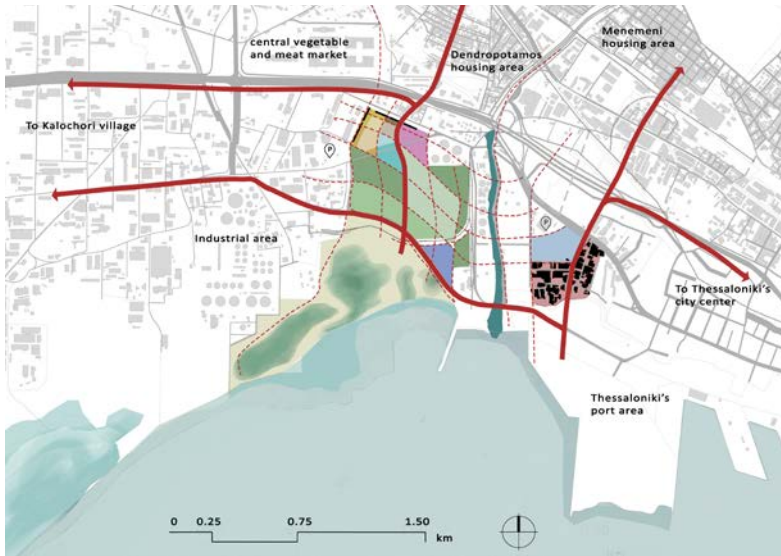 central vegetable
and meat market
Dendropotamos
housing area
Menemeni
housing area
To Kalochori village
P
P
Industrial area
To Thessaloniki's
city center
Thessaloniki's
port area
0 0.25 0.75 1.50
km